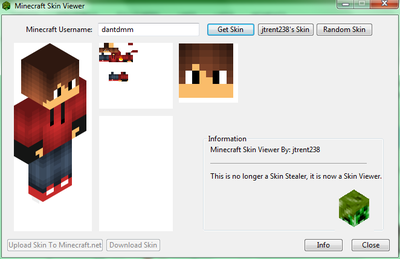 Minecraft Skin Viewer
Minecraft Username: dantdmm Get Skin jtrent238's Skin Random Skin
Information
Minecraft Skin Viewer By: jtrent238
This is no longer a Skin Stealer, it is now a Skin Viewer.
Upload Skin To Minecraft.net Download Skin Info Close